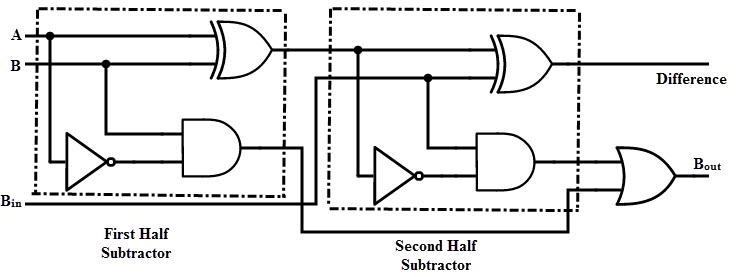 A
B
Difference
Bout
Bin
First Half
Subtractor
Second Half
Subtractor